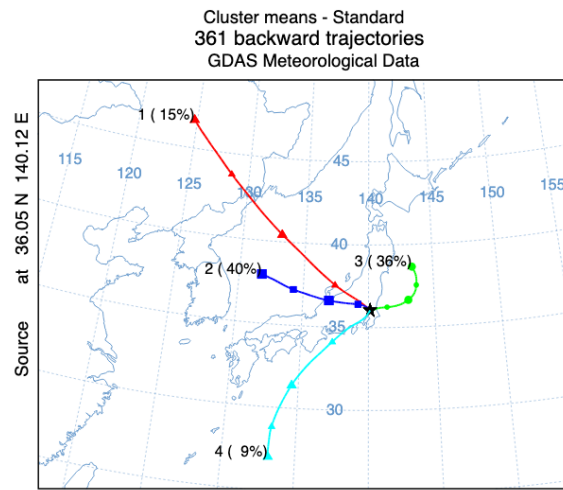 Cluster means - Standard
361 backward trajectories
GDAS Meteorological Data
Source at 36.05 N 140.12 E
1 ( 15%)
115
120
125
130
135
45
140
145
150
155
40
2 ( 40%)
3 ( 36%)
35
30
4 ( 9%)